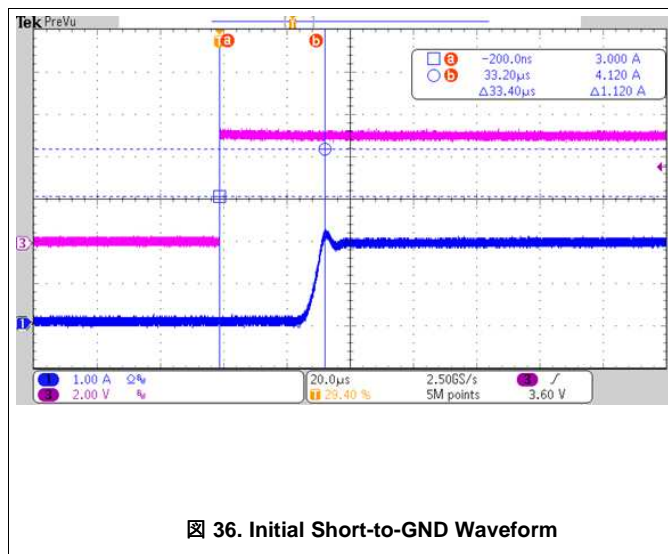 Tek PreVu
T
T a b
a -200.0ns 3.000 A
b 33.20µs 4.120 A
Δ33.40µs Δ1.120 A
3
1
1 1.00 A Ω
3 2.00 V
20.0µs 2.50GS/s 3
T 29.40 % 5M points 3.60 V
図 36. Initial Short-to-GND Waveform